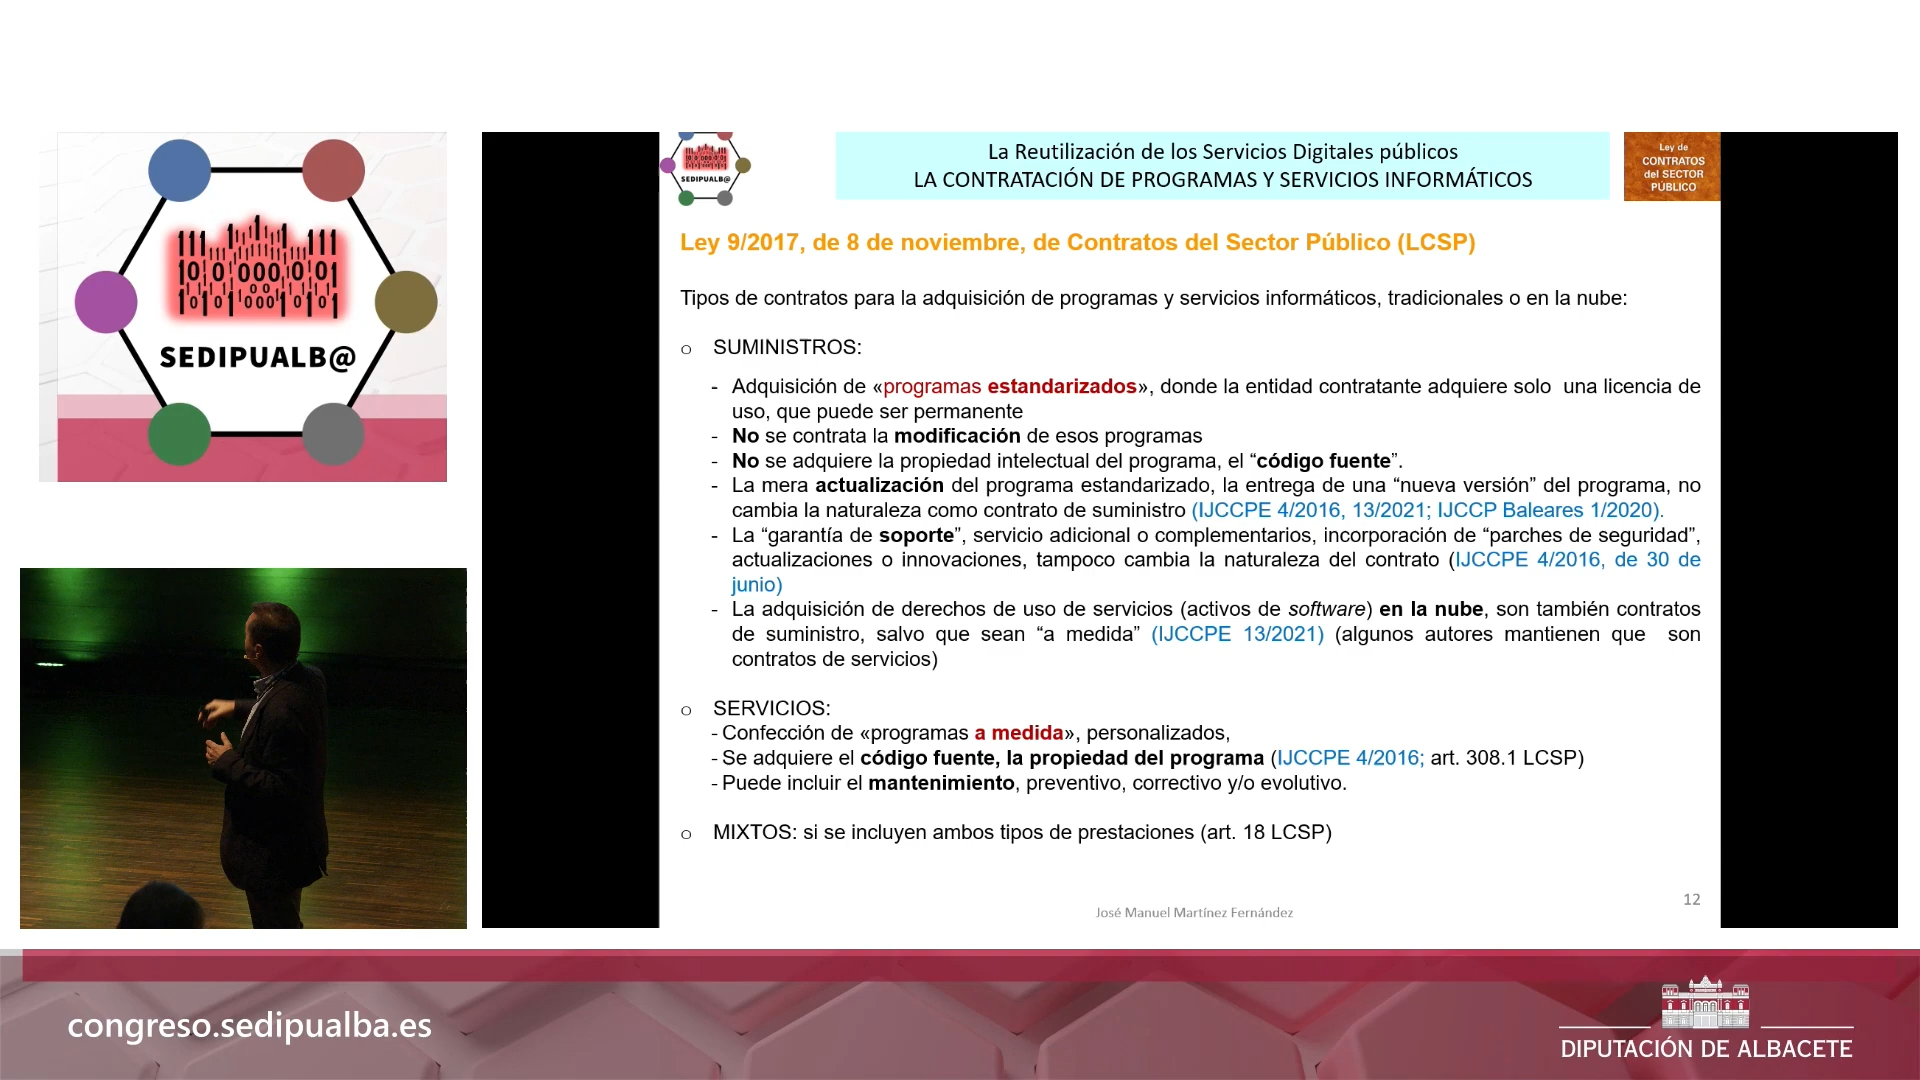 SEDIPUALB@
SEDIPUALB@
La Reutilización de los Servicios Digitales públicos
LA CONTRATACIÓN DE PROGRAMAS Y SERVICIOS INFORMÁTICOS
Ley de
CONTRATOS
del SECTOR
PÚBLICO
Ley 9/2017, de 8 de noviembre, de Contratos del Sector Público (LCSP)
Tipos de contratos para la adquisición de programas y servicios informáticos, tradicionales o en la nube:
o SUMINISTROS:
- Adquisición de «programas estandarizados», donde la entidad contratante adquiere solo una licencia de
uso, que puede ser permanente
- No se contrata la modificación de esos programas
- No se adquiere la propiedad intelectual del programa, el “código fuente”.
- La mera actualización del programa estandarizado, la entrega de una “nueva versión” del programa, no
cambia la naturaleza como contrato de suministro (IJCCPE 4/2016, 13/2021; IJCCP Baleares 1/2020).
- La “garantía de soporte”, servicio adicional o complementarios, incorporación de “parches de seguridad”,
actualizaciones o innovaciones, tampoco cambia la naturaleza del contrato (IJCCPE 4/2016, de 30 de
junio)
- La adquisición de derechos de uso de servicios (activos de software) en la nube, son también contratos
de suministro, salvo que sean “a medida” (IJCCPE 13/2021) (algunos autores mantienen que son
contratos de servicios)
o SERVICIOS:
- Confección de «programas a medida», personalizados,
- Se adquiere el código fuente, la propiedad del programa (IJCCPE 4/2016; art. 308.1 LCSP)
- Puede incluir el mantenimiento, preventivo, correctivo y/o evolutivo.
o MIXTOS: si se incluyen ambos tipos de prestaciones (art. 18 LCSP)
12
José Manuel Martínez Fernández
congreso.sedipualba.es
DIPUTACIÓN DE ALBACETE